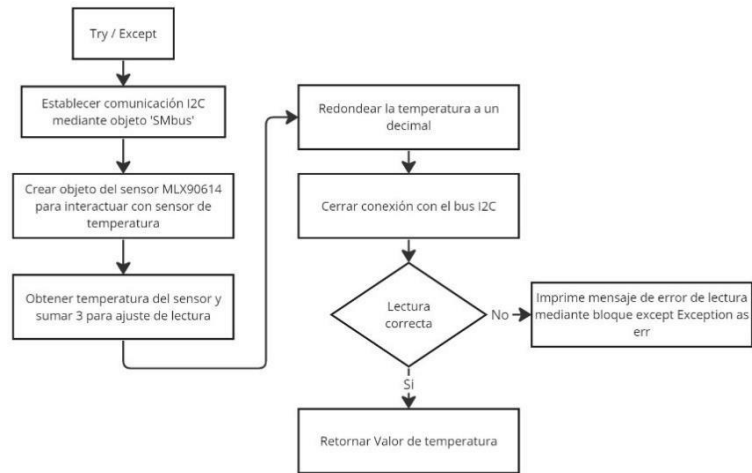 Try / Except
Establecer comunicación I2C
mediante objeto 'SMbus'
Crear objeto del sensor MLX90614
para interactuar con sensor de
temperatura
Obtener temperatura del sensor y
sumar 3 para ajuste de lectura
Redondear la temperatura a un
decimal
Cerrar conexión con el bus I2C
Lectura
correcta
No
Imprime mensaje de error de lectura
mediante bloque except Exception as
err
Si
Retornar Valor de temperatura